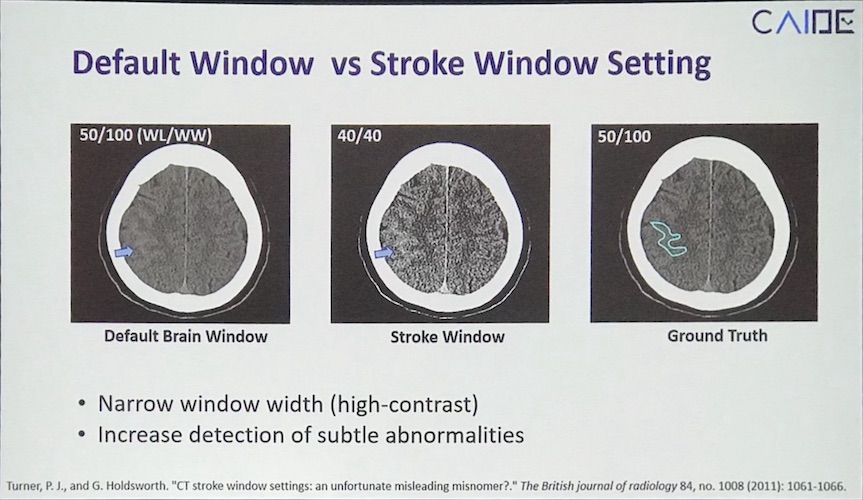 CAIDE
Default Window vs Stroke Window Setting
50/100 (WL/WW)
40/40
50/100
Default Brain Window
Stroke Window
Ground Truth
• Narrow window width (high-contrast)
• Increase detection of subtle abnormalities
Turner, P. J., and G. Holdsworth. "CT stroke window settings: an unfortunate misleading misnomer?." The British journal of radiology 84, no. 1008 (2011): 1061-1066.